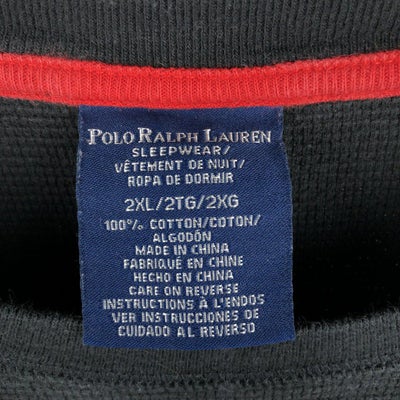 POLO RALPH LAUREN
SLEEPWEAR/
VÊTEMENT DE NUIT/
ROPA DE DORMIR
2XL/2TG/2XG
100% COTTON/COTON/
ALGODÓN
MADE IN CHINA
FABRIQUÉ EN CHINE
HECHO EN CHINA
CARE ON REVERSE
INSTRUCTIONS À L'ENDOS
VER INSTRUCCIONES DE
CUIDADO AL REVERSO